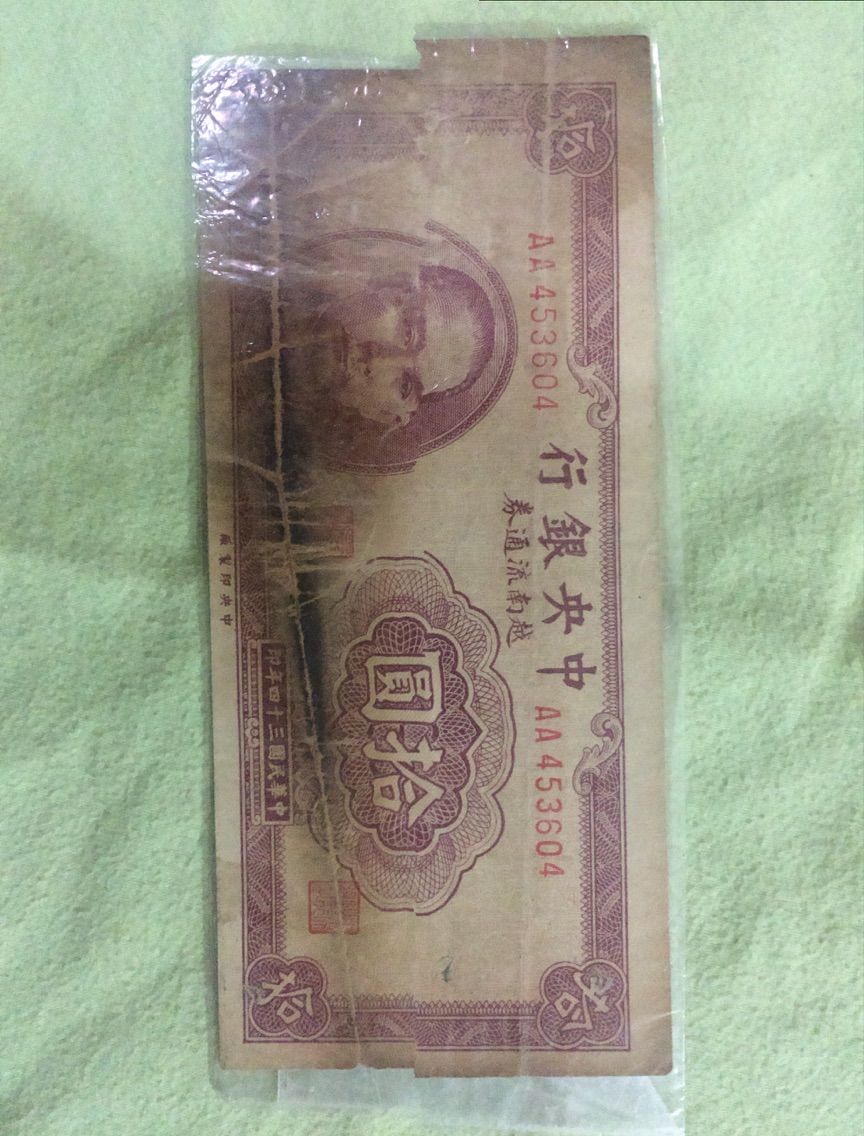 拾
拾
中央銀行
越南流通券
AA453604
AA453604
拾圓
中華民國三十四年印
拾
中央印製廠